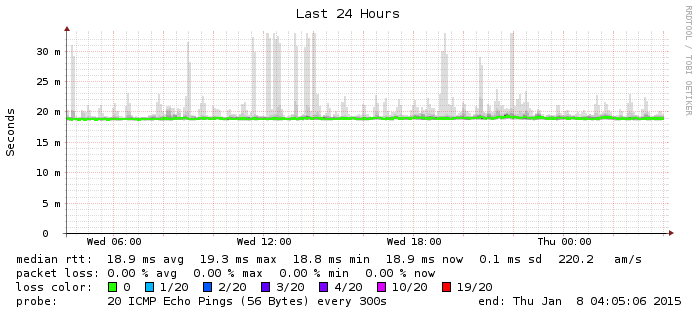 Last 24 Hours
RRDTOOL / TOBI OETIKER
Seconds
30 m
25 m
20 m
15 m
10 m
5 m
0
Wed 06:00 Wed 12:00 Wed 18:00 Thu 00:00
median rtt: 18.9 ms avg 19.3 ms max 18.8 ms min 18.9 ms now 0.1 ms sd 220.2 am/s
packet loss: 0.00 % avg 0.00 % max 0.00 % min 0.00 % now
loss color: 0 1/20 2/20 3/20 4/20 10/20 19/20
probe: 20 ICMP Echo Pings (56 Bytes) every 300s end: Thu Jan 8 04:05:06 2015